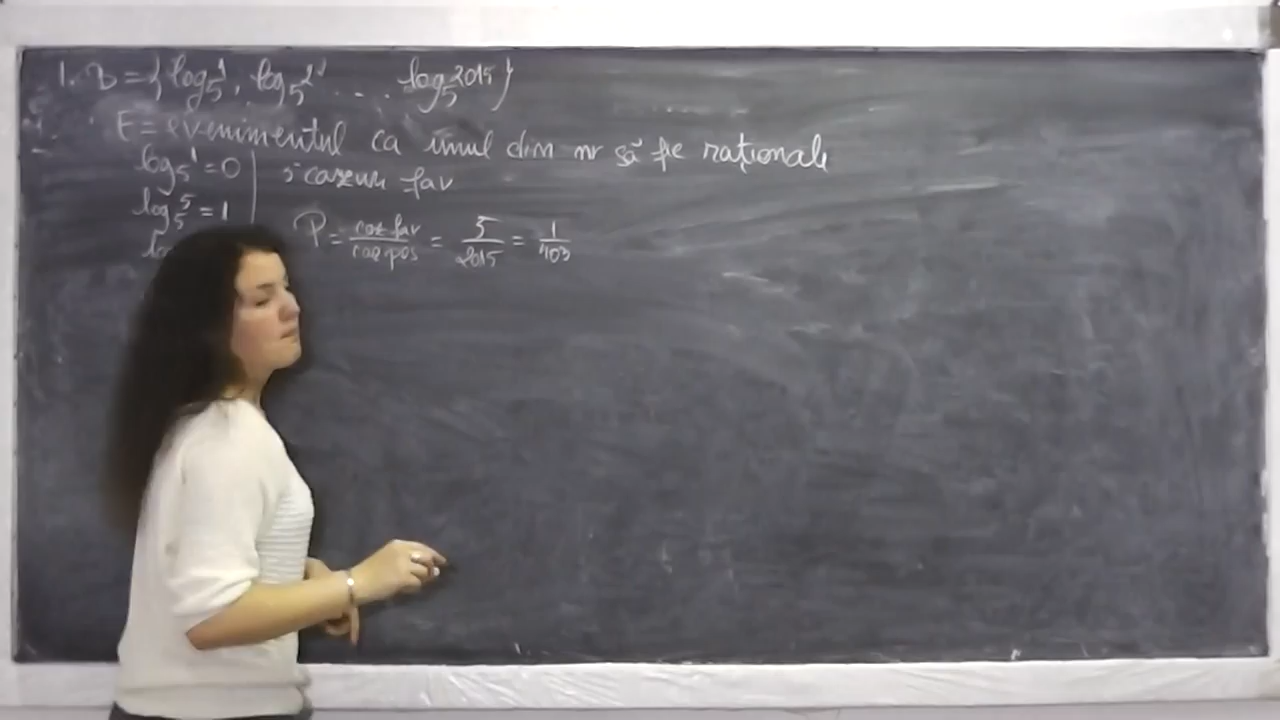 1. B = {log₅1, log₅2, ... log₅2015}
E = evenimentul ca unul din nr să fie raționale
log₅1 = 0 | 5 cazuri fav
log₅5 = 1
P = caz fav / caz pos = 5/2015 = 1/403